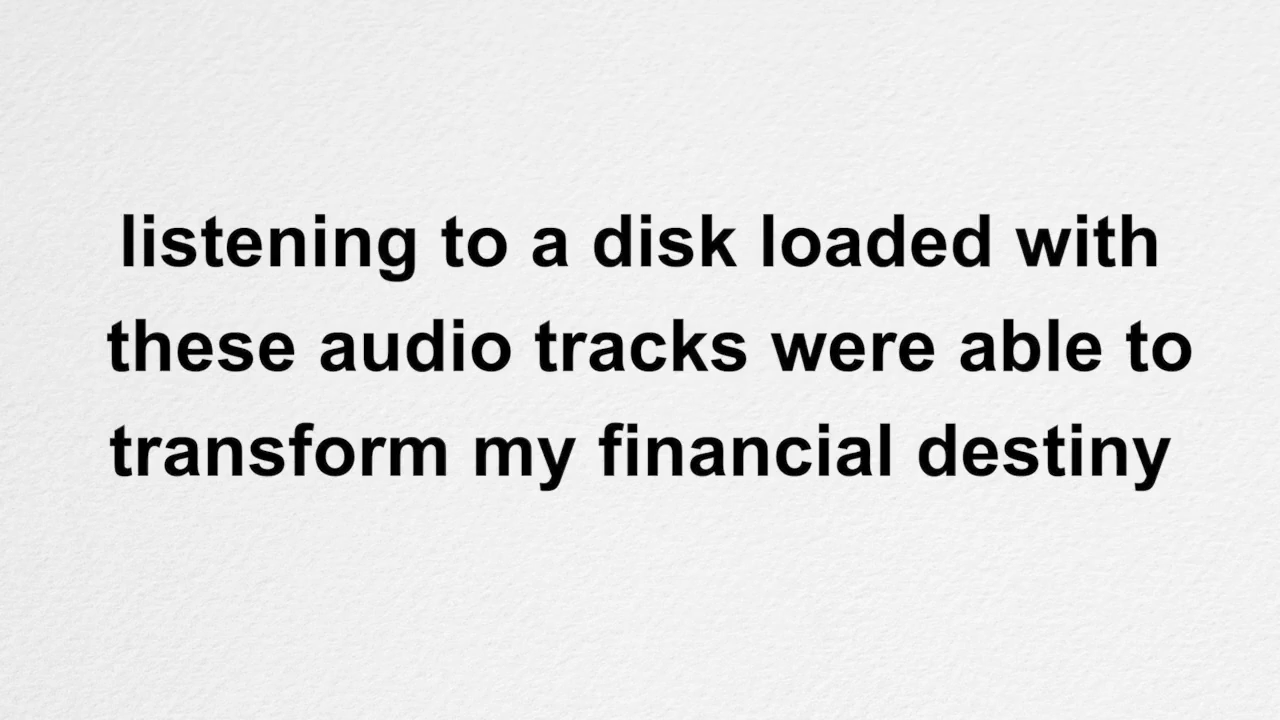 listening to a disk loaded with
these audio tracks were able to
transform my financial destiny